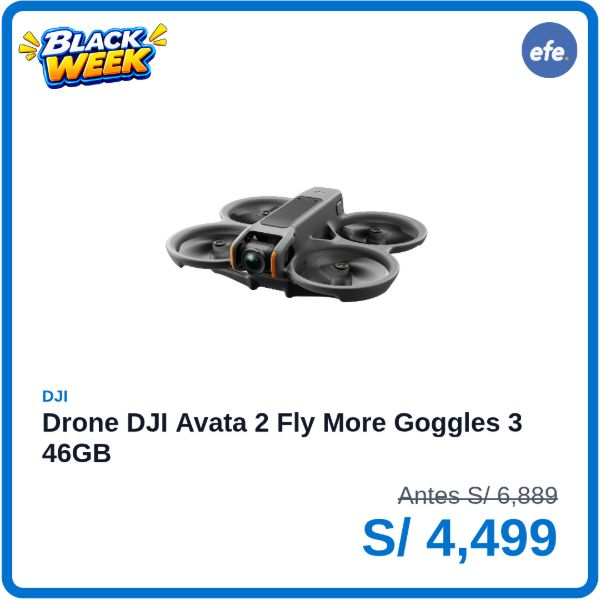 BLACK
WEEK
efe.
DJI
Drone DJI Avata 2 Fly More Goggles 3
46GB
Antes S/ 6,889
S/ 4,499